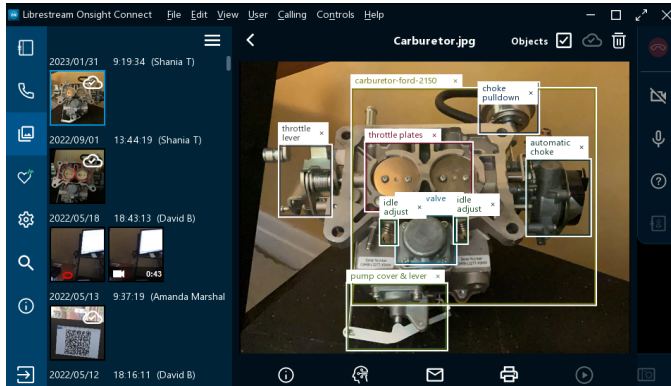 Librestream Onsight Connect File Edit View User Calling Controls Help
Carburetor.jpg Objects
2023/01/31 9:19:34 (Shania T)
2022/09/01 13:44:19 (Shania T)
2022/05/18 18:43:13 (David B)
0:43
2022/05/13 9:37:19 (Amanda Marshal
2022/05/12 18:16:11 (David B)
carburetor-ford-2150 ×
choke
pulldown ×
throttle
lever ×
throttle plates ×
automatic
choke ×
valve
idle
adjust ×
idle
adjust ×
pump cover & lever ×